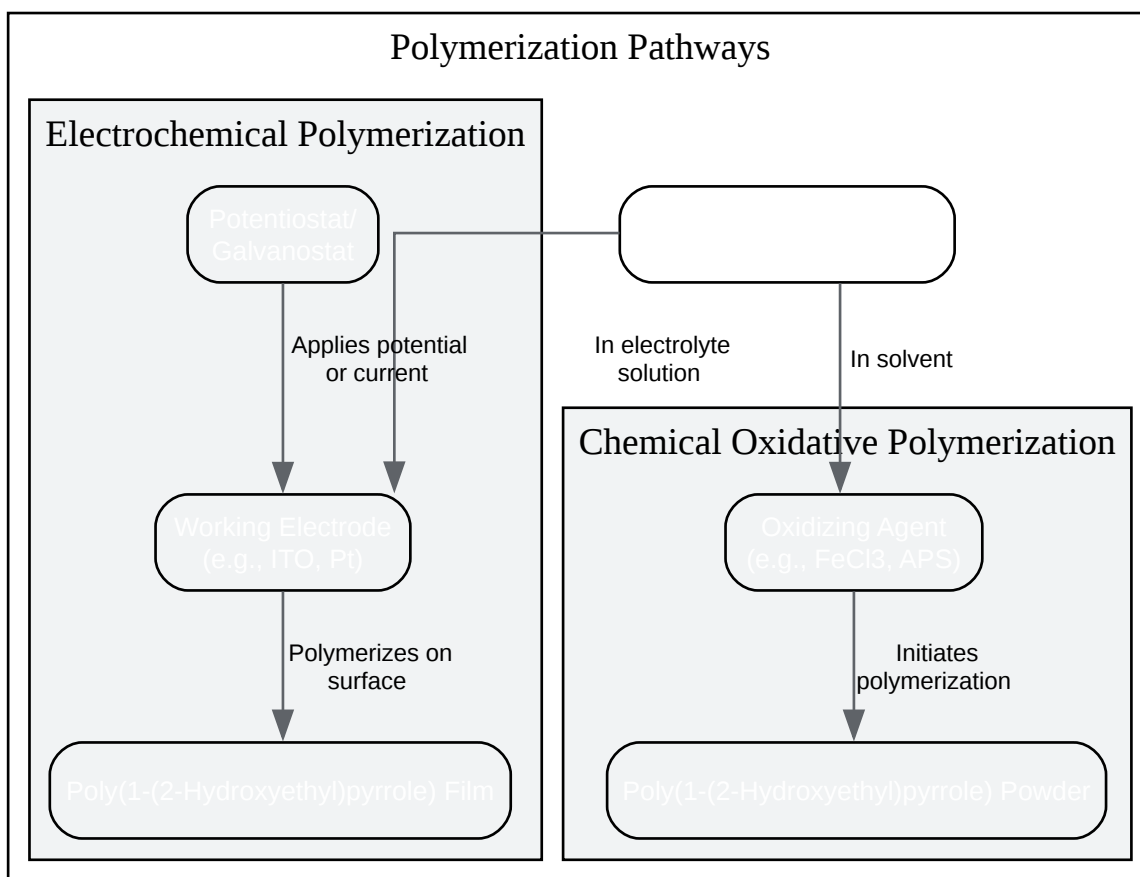 Polymerization Pathways
Electrochemical Polymerization
Potentiostat/
Galvanostat
Applies potential
or current
In electrolyte
solution
In solvent
Chemical Oxidative Polymerization
Working Electrode
(e.g., ITO, Pt)
Oxidizing Agent
(e.g., FeCl3, APS)
Polymerizes on
surface
Initiates
polymerization
Poly(1-(2-Hydroxyethyl)pyrrole) Film
Poly(1-(2-Hydroxyethyl)pyrrole) Powder